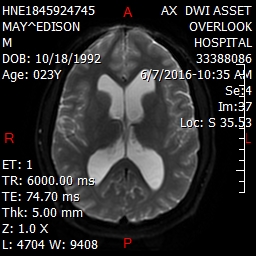 HNE1845924745
MAY^EDISON
M
DOB: 10/18/1992
Age: 023Y
A
AX DWI ASSET
OVERLOOK
HOSPITAL
33388086
6/7/2016-10:35 AM
Se:4
Im:37
Loc: S 35.53
R
L
ET: 1
TR: 6000.00 ms
TE: 74.70 ms
Thk: 5.00 mm
Z: 1.0 X
L: 4704 W: 9408
P